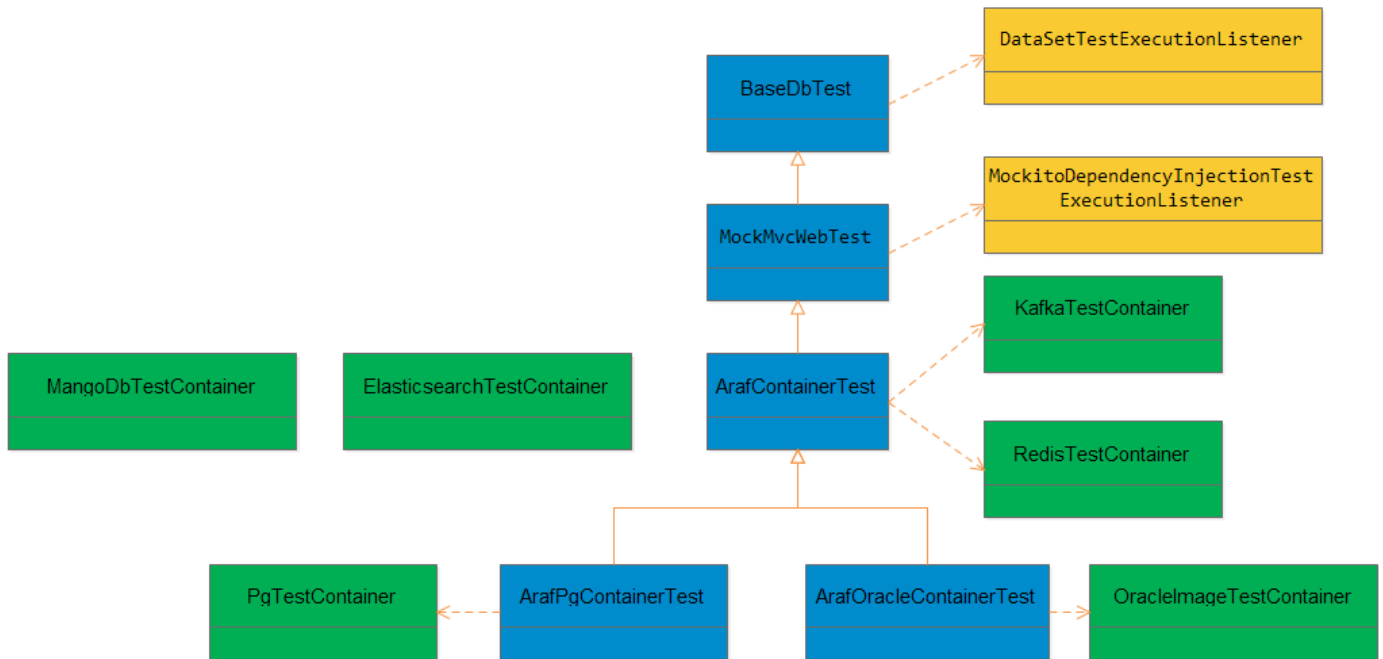 DataSetTestExecutionListener
BaseDbTest
MockitoDependencyInjectionTest
ExecutionListener
MockMvcWebTest
KafkaTestContainer
MangoDbTestContainer
ElasticsearchTestContainer
ArafContainerTest
RedisTestContainer
PgTestContainer
ArafPgContainerTest
ArafOracleContainerTest
OracleImageTestContainer